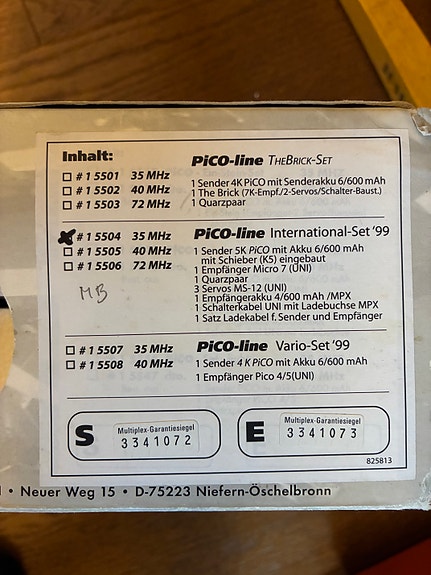 Inhalt:
PiCO-line THEBRICK-SET
# 1 5501 35 MHz
# 1 5502 40 MHz
# 1 5503 72 MHz
1 Sender 4K PiCO mit Senderakku 6/600 mAh
1 The Brick (7K-Empf./2-Servos/Schalter-Baust.)
1 Quarzpaar
# 1 5504 35 MHz
# 1 5505 40 MHz
# 1 5506 72 MHz
MB
PiCO-line International-Set '99
1 Sender 5K PiCO mit Akku 6/600 mAh
mit Schieber (K5) eingebaut
1 Empfänger Micro 7 (UNI)
1 Quarzpaar
3 Servos MS-12 (UNI)
1 Empfängerakku 4/600 mAh /MPX
1 Schalterkabel UNI mit Ladebuchse MPX
1 Satz Ladekabel f. Sender und Empfänger
# 1 5507 35 MHz
# 1 5508 40 MHz
PiCO-line Vario-Set '99
1 Sender 4 K PiCO mit Akku 6/600 mAh
1 Empfänger Pico 4/5(UNI)
S
Multiplex-Garantiesiegel
3341072
E
Multiplex-Garantiesiegel
3341073
825813
• Neuer Weg 15 • D-75223 Niefern-Öschelbronn